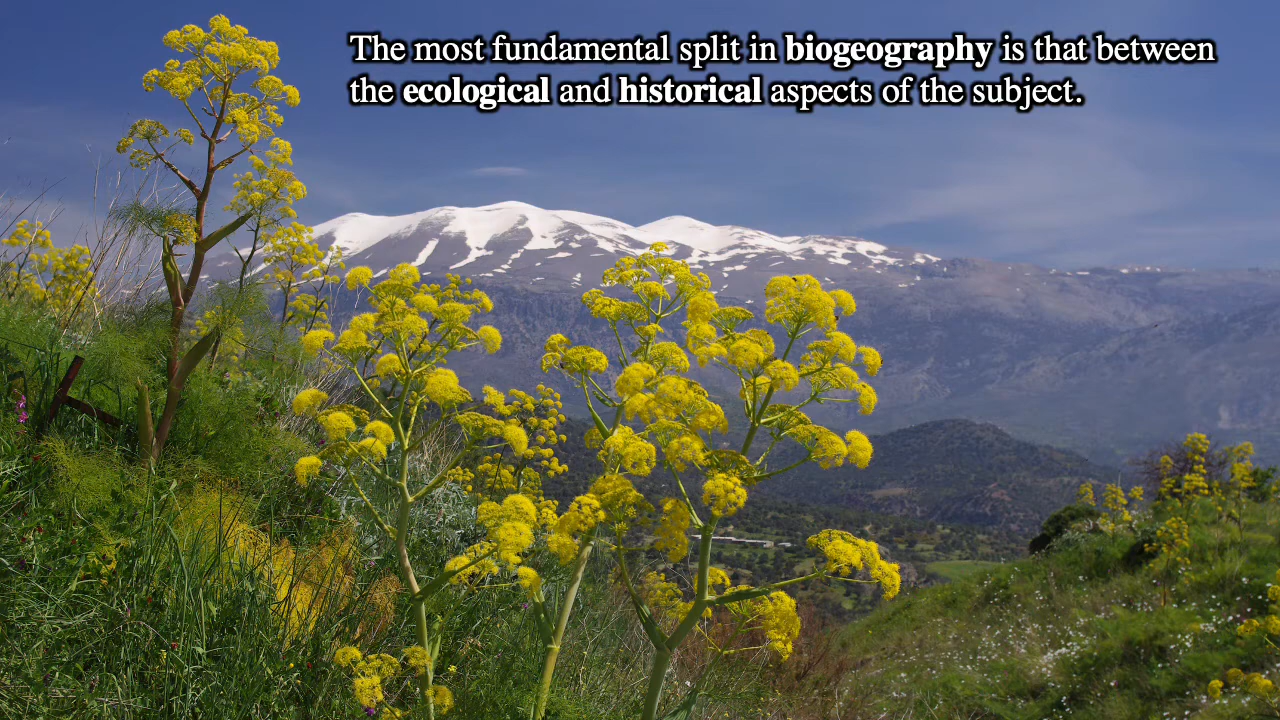 The most fundamental split in biogeography is that between
the ecological and historical aspects of the subject.